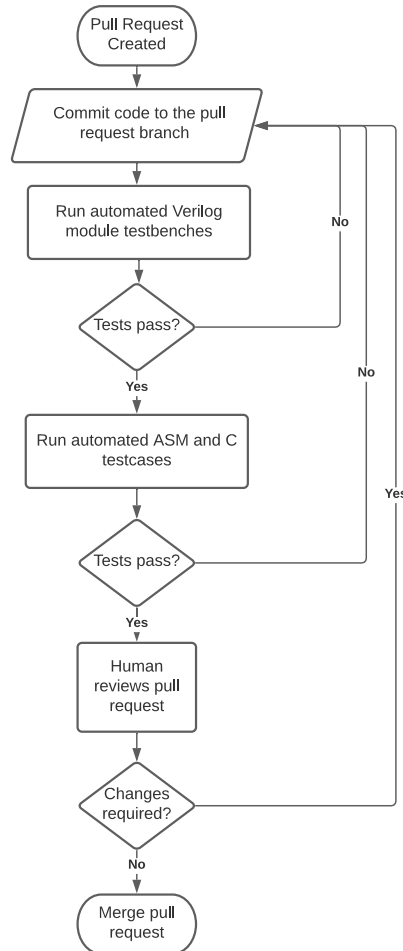 Pull Request
Created
Commit code to the pull
request branch
Run automated Verilog
module testbenches
No
Tests pass?
No
Yes
Run automated ASM and C
testcases
Yes
Tests pass?
Yes
Human
reviews pull
request
Changes
required?
No
Merge pull
request